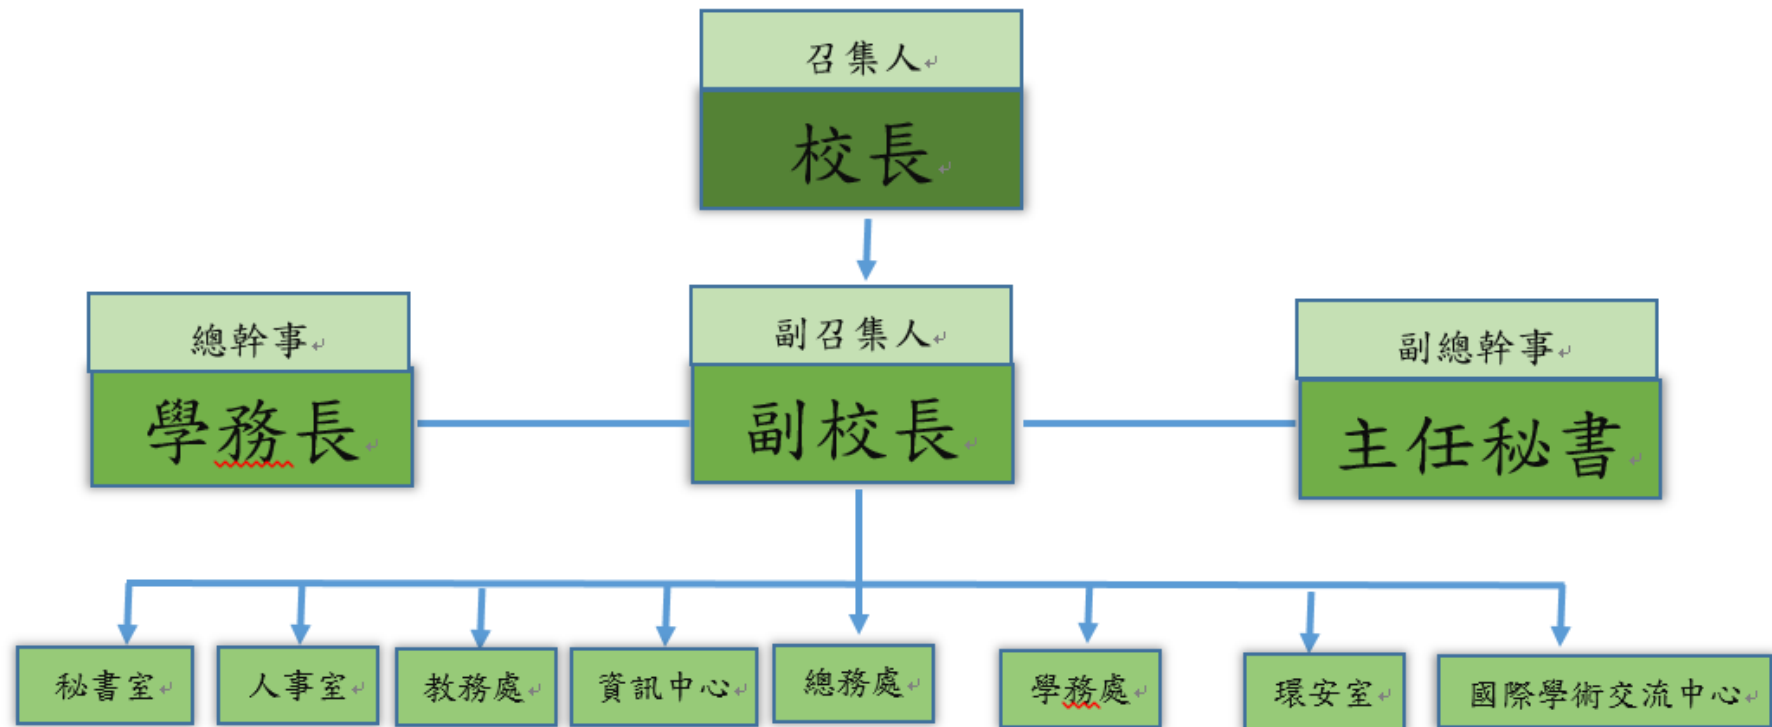 召集人
校長
總幹事
學務長
副召集人
副校長
副總幹事
主任秘書
秘書室
人事室
教務處
資訊中心
總務處
學務處
環安室
國際學術交流中心